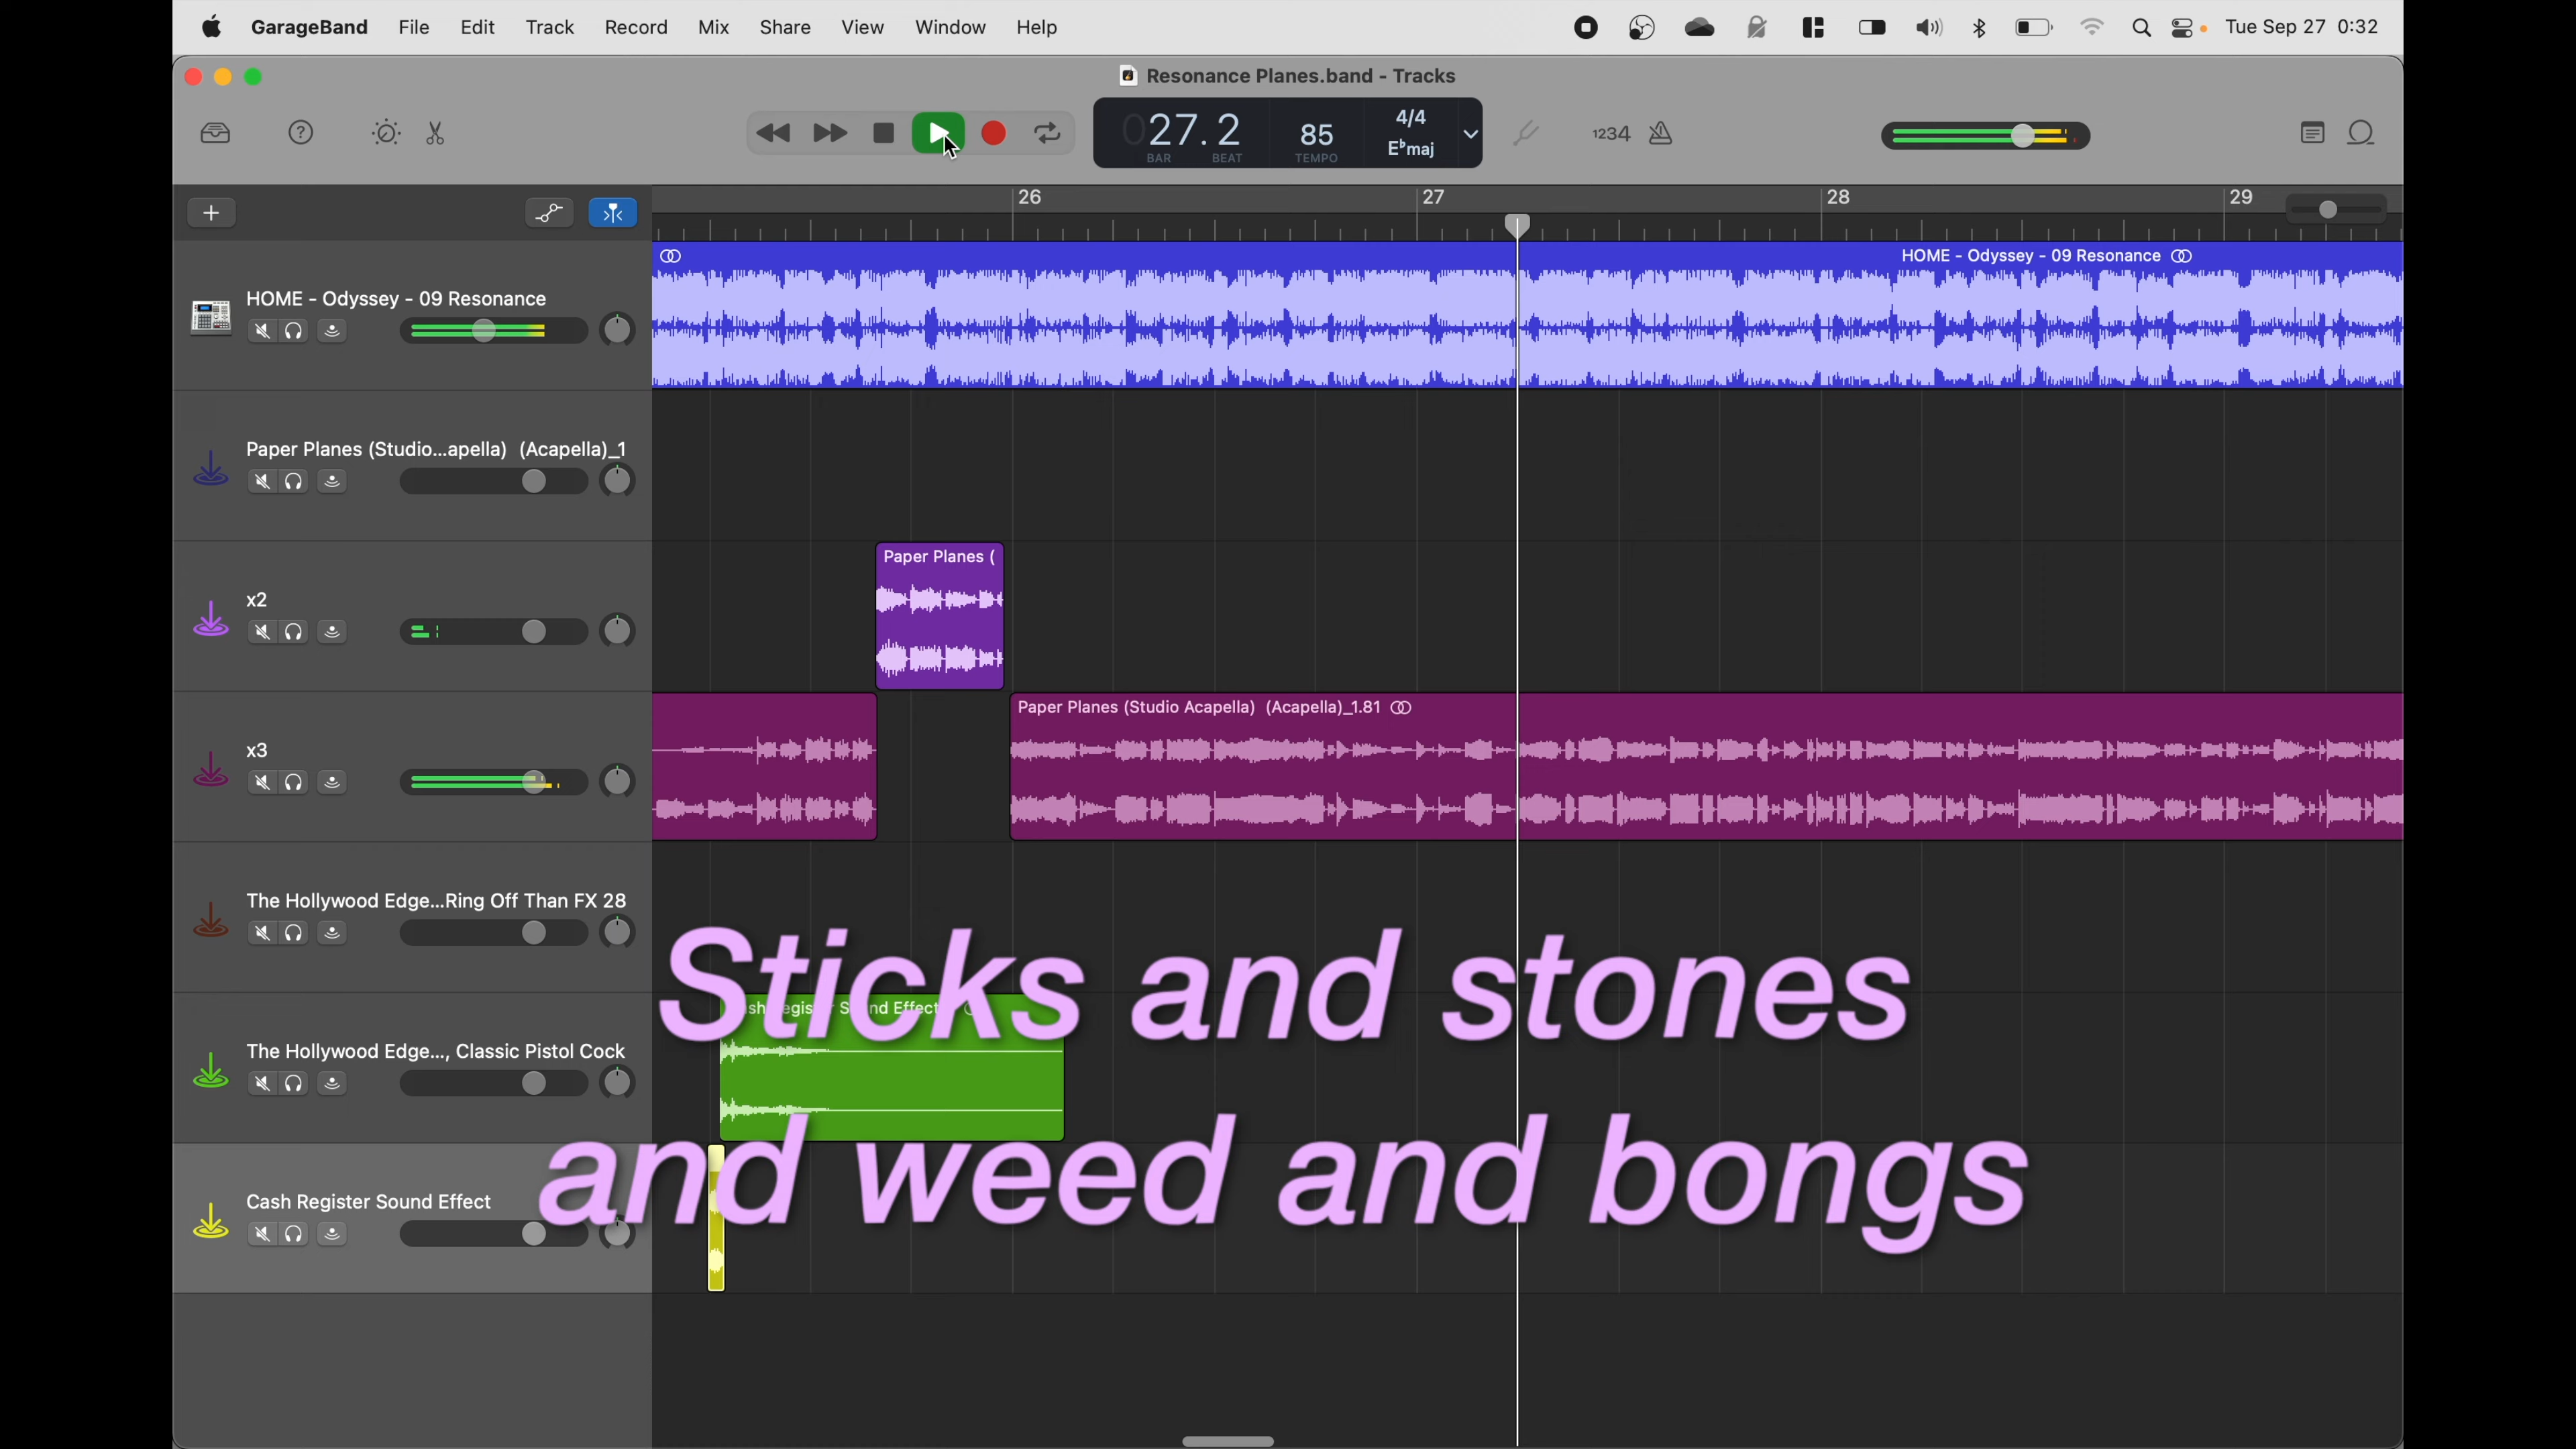 GarageBand File Edit Track Record Mix Share View Window Help Tue Sep 27 0:32
Resonance Planes.band - Tracks
027.2 85 4/4
E♭maj
BAR BEAT TEMPO
1234
26 27 28 29
HOME - Odyssey - 09 Resonance
HOME - Odyssey - 09 Resonance
Paper Planes (Studio...apella) (Acapella)_1
Paper Planes (
x2
Paper Planes (Studio Acapella) (Acapella)_1.81
x3
The Hollywood Edge...Ring Off Than FX 28
Sticks and stones
The Hollywood Edge..., Classic Pistol Cock
and weed and bongs
Cash Register Sound Effect